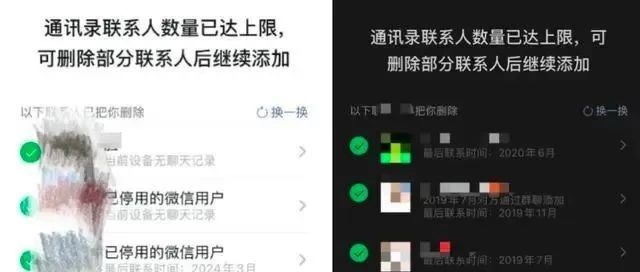 通讯录联系人数量已达上限，
可删除部分联系人后继续添加
以下联系人已把你删除
换一换
当前设备无聊天记录
已停用的微信用户
当前设备无聊天记录
已停用的微信用户
最后联系时间：2024年3月
通讯录联系人数量已达上限，可
删除部分联系人后继续添加
以下
把你删除
换一换
最后联系时间：2020年6月
2019年7月对方通过群聊添加
最后联系时间：2019年11月
最后联系时间：2019年7月